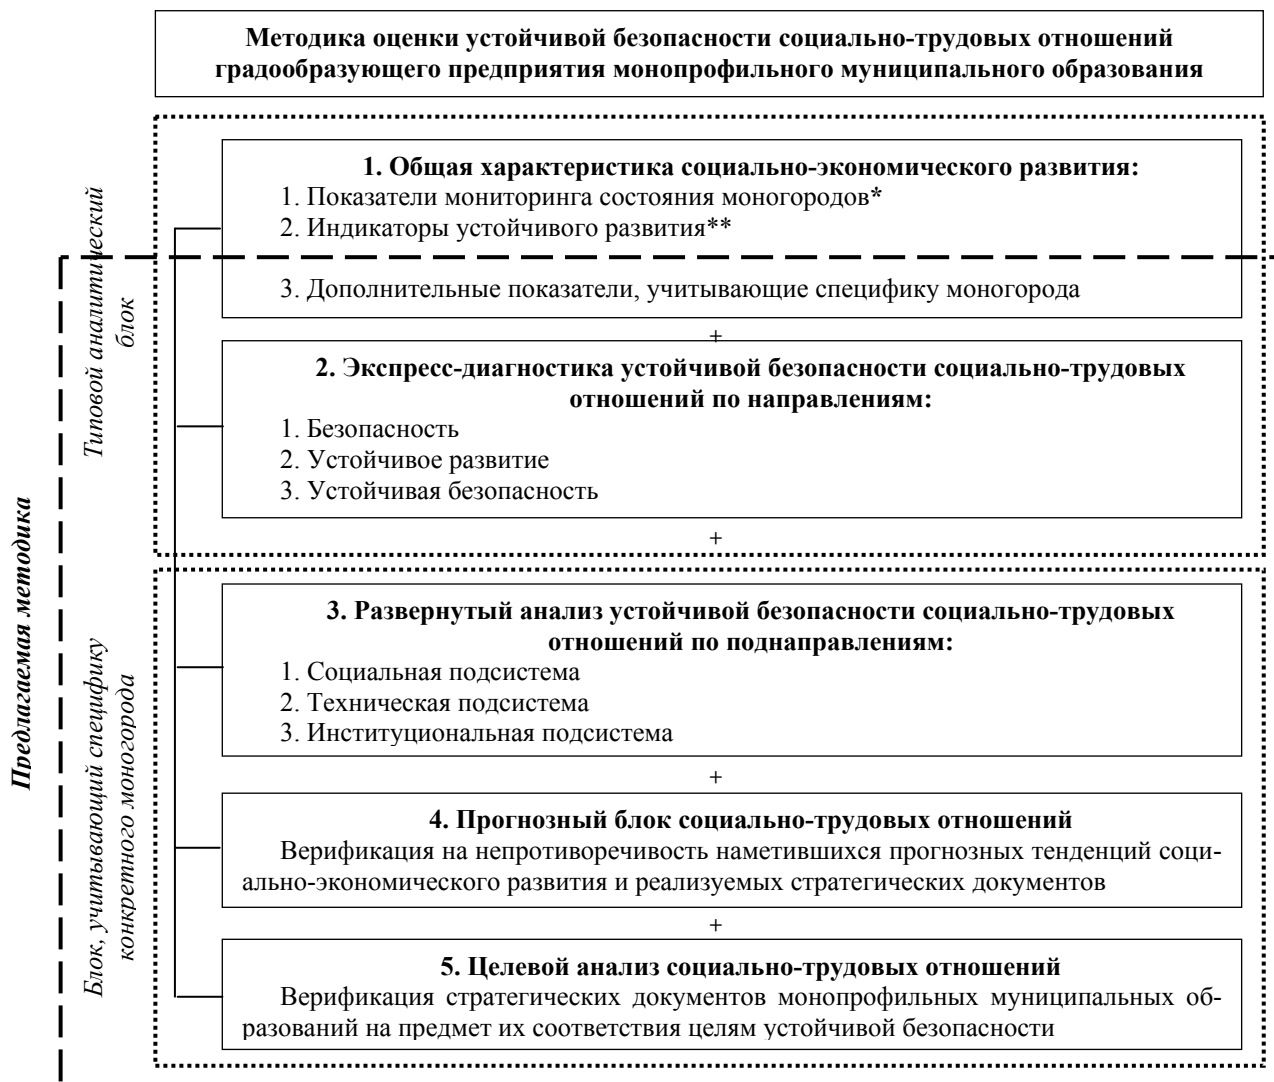 Методика оценки устойчивой безопасности социально-трудовых отношений
градообразующего предприятия монопрофильного муниципального образования
Типовой аналитический
блок
1. Общая характеристика социально-экономического развития:
1. Показатели мониторинга состояния моногородов*
2. Индикаторы устойчивого развития**
3. Дополнительные показатели, учитывающие специфику моногорода
+
2. Экспресс-диагностика устойчивой безопасности социально-трудовых
отношений по направлениям:
1. Безопасность
2. Устойчивое развитие
3. Устойчивая безопасность
+
Предлагаемая методика
Блок, учитывающий специфику
конкретного моногорода
3. Развернутый анализ устойчивой безопасности социально-трудовых
отношений по поднаправлениям:
1. Социальная подсистема
2. Техническая подсистема
3. Институциональная подсистема
+
4. Прогнозный блок социально-трудовых отношений
Верификация на непротиворечивость наметившихся прогнозных тенденций соци-
ально-экономического развития и реализуемых стратегических документов
+
5. Целевой анализ социально-трудовых отношений
Верификация стратегических документов монопрофильных муниципальных об-
разований на предмет их соответствия целям устойчивой безопасности